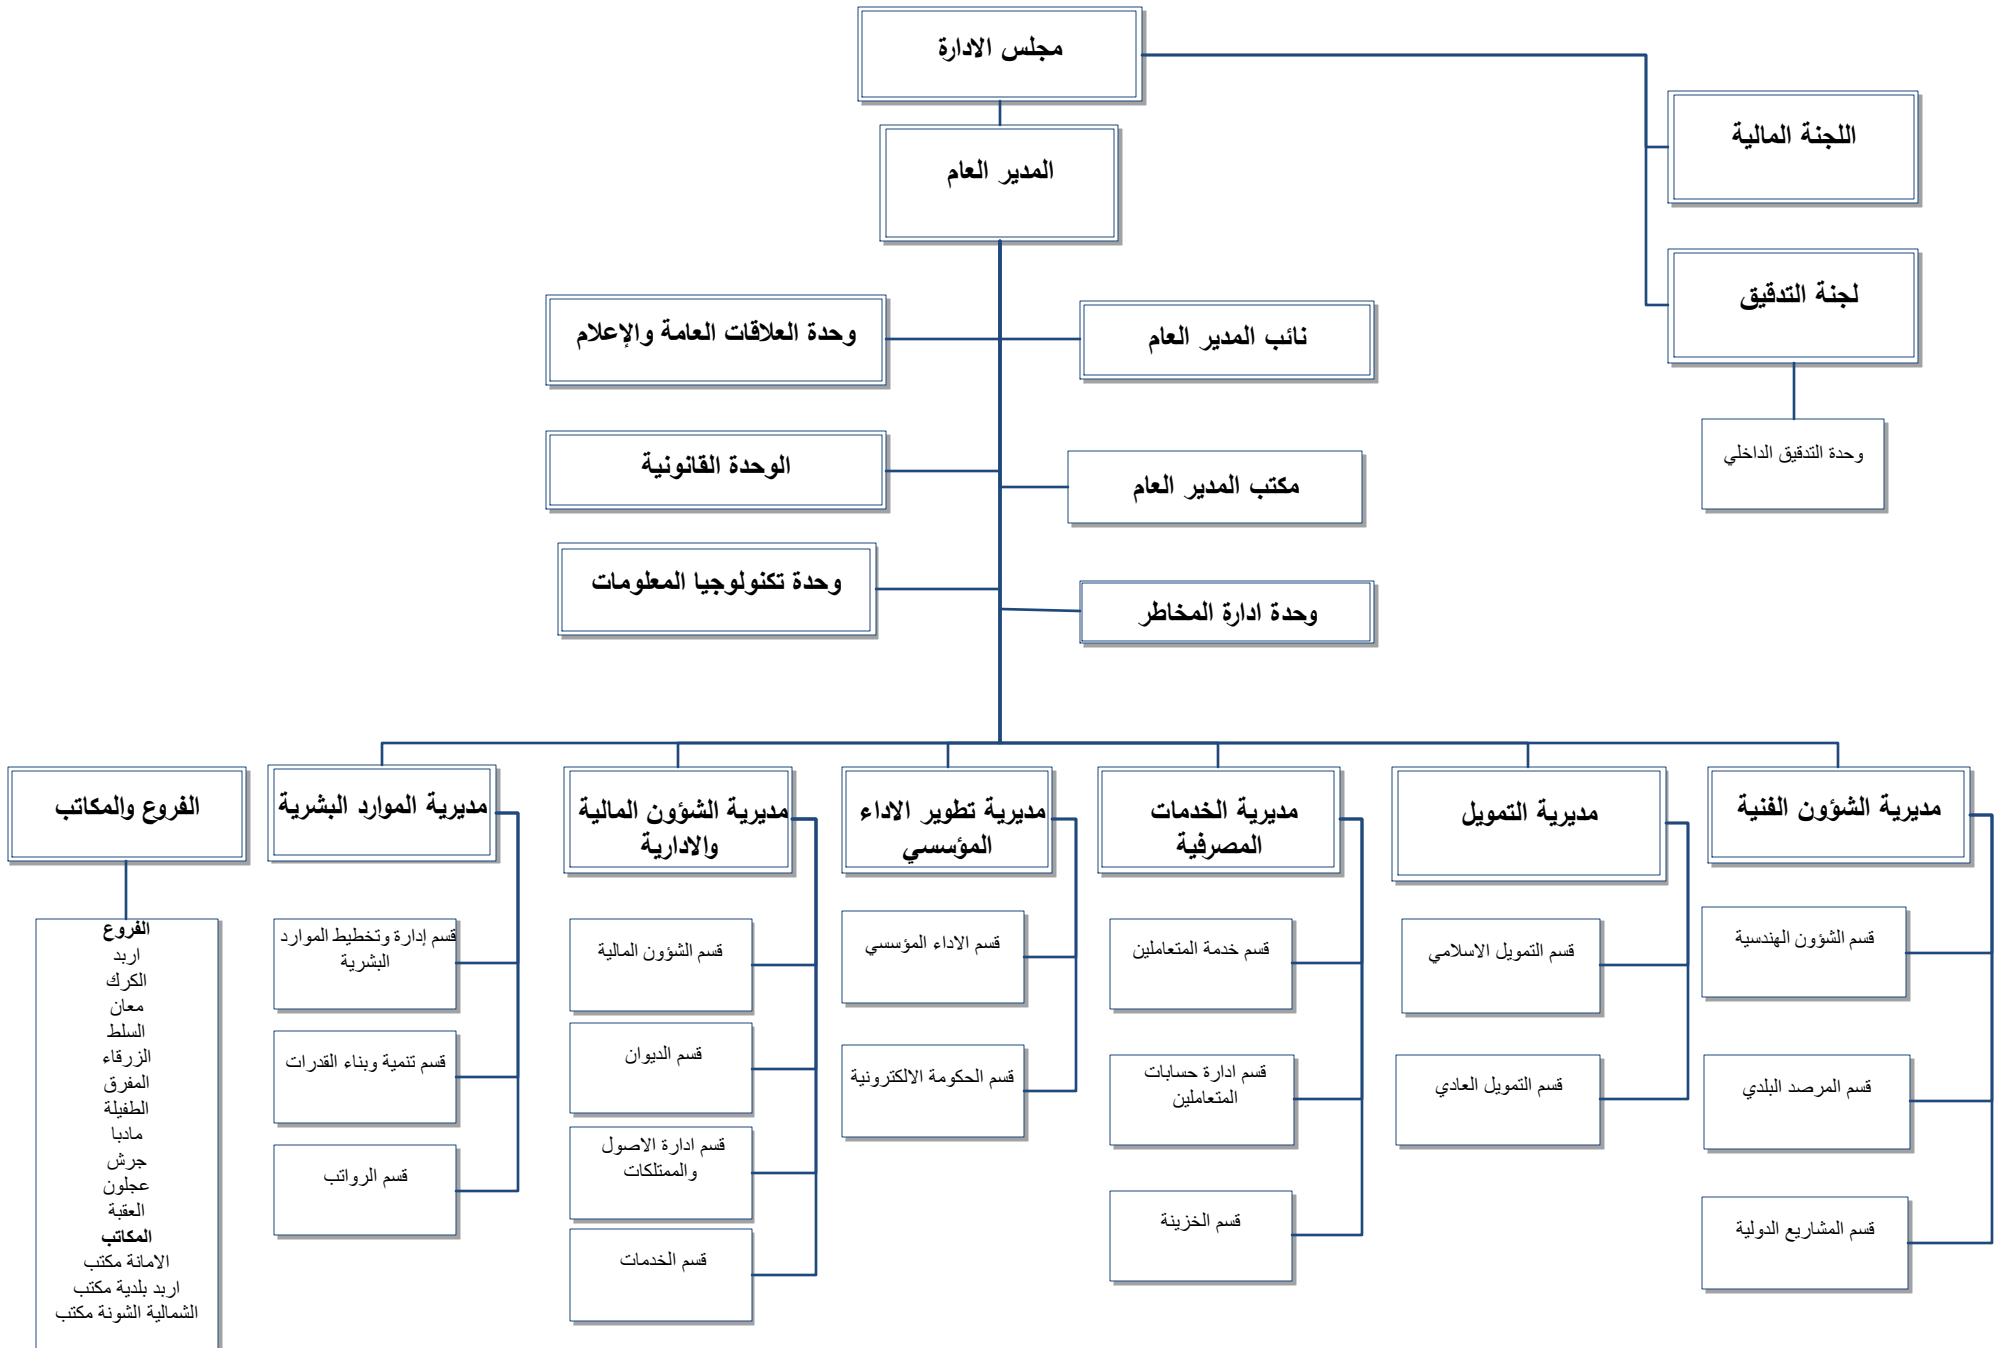 مجلس الادارة
المدير العام
اللجنة المالية
لجنة التدقيق
وحدة التدقيق الداخلي
نائب المدير العام
وحدة العلاقات العامة والإعلام
مكتب المدير العام
الوحدة القانونية
وحدة ادارة المخاطر
وحدة تكنولوجيا المعلومات
مديرية الشؤون الفنية
قسم الشؤون الهندسية
قسم المرصد البلدي
قسم المشاريع الدولية
مديرية التمويل
قسم التمويل الاسلامي
قسم التمويل العادي
مديرية الخدمات
المصرفية
قسم خدمة المتعاملين
قسم ادارة حسابات
المتعاملين
قسم الخزينة
مديرية تطوير الاداء
المؤسسي
قسم الاداء المؤسسي
قسم الحكومة الالكترونية
مديرية الشؤون المالية
والادارية
قسم الشؤون المالية
قسم الديوان
قسم ادارة الاصول
والممتلكات
قسم الخدمات
مديرية الموارد البشرية
قسم إدارة وتخطيط الموارد
البشرية
قسم تنمية وبناء القدرات
قسم الرواتب
الفروع والمكاتب
الفروع
اربد
الكرك
معان
السلط
الزرقاء
المفرق
الطفيلة
مادبا
جرش
عجلون
العقبة
المكاتب
الامانة مكتب
اربد بلدية مكتب
الشمالية الشونة مكتب